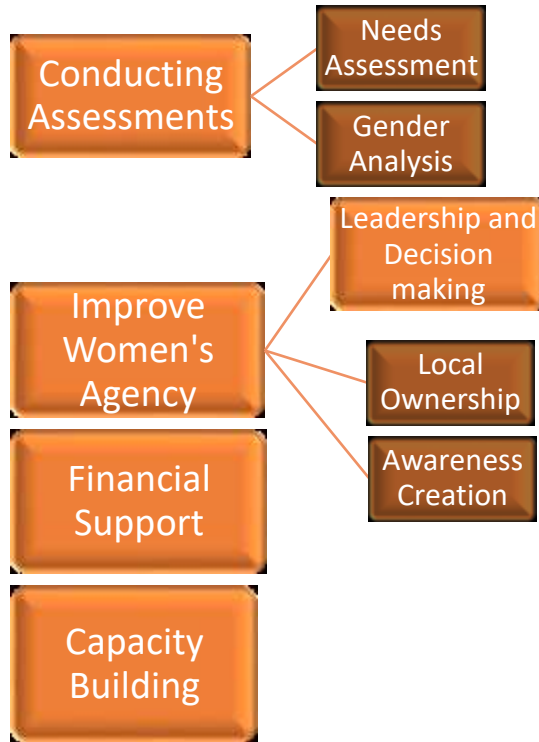 Conducting
Assessments
Needs
Assessment
Gender
Analysis
Improve
Women's
Agency
Leadership and
Decision
making
Local
Ownership
Awareness
Creation
Financial
Support
Capacity
Building